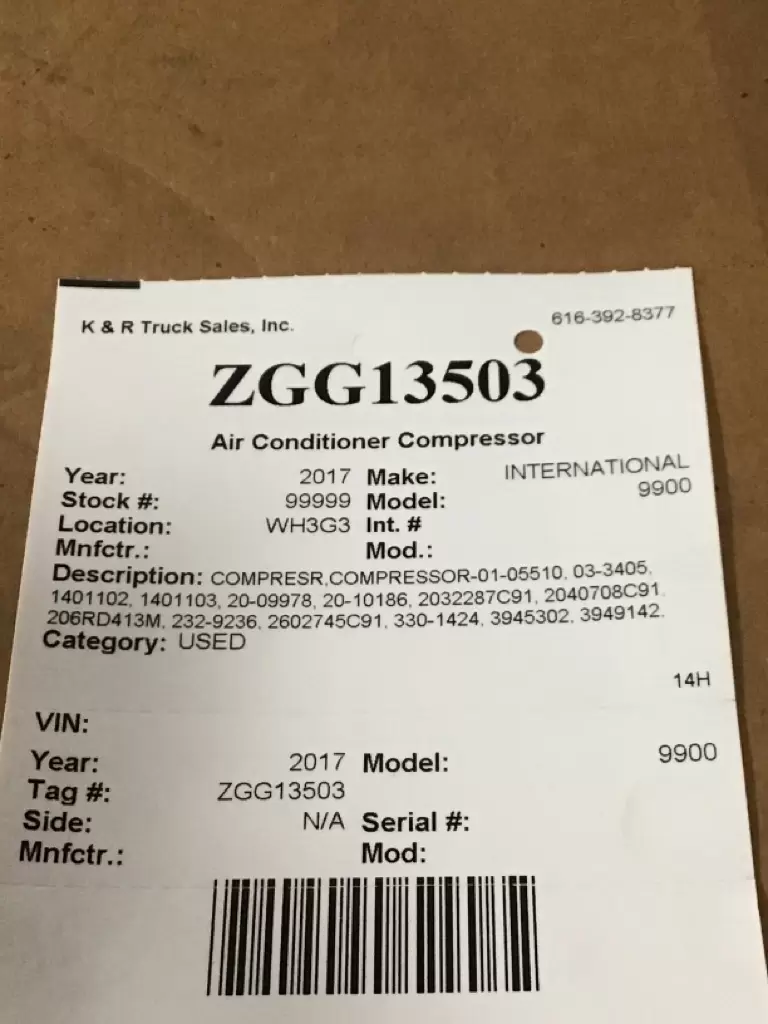 K & R Truck Sales, Inc. 616-392-8377
ZGG13503
Air Conditioner Compressor
Year: 2017 Make: INTERNATIONAL
Stock #: 99999 Model: 9900
Location: WH3G3 Int. #
Mnfctr.: Mod.:
Description: COMPRESR,COMPRESSOR-01-05510, 03-3405,
1401102, 1401103, 20-09978, 20-10186, 2032287C91, 2040708C91,
206RD413M, 232-9236, 2602745C91, 330-1424, 3945302, 3949142.
Category: USED
14H
VIN:
Year: 2017 Model: 9900
Tag #: ZGG13503
Side: N/A Serial #:
Mnfctr.: Mod: